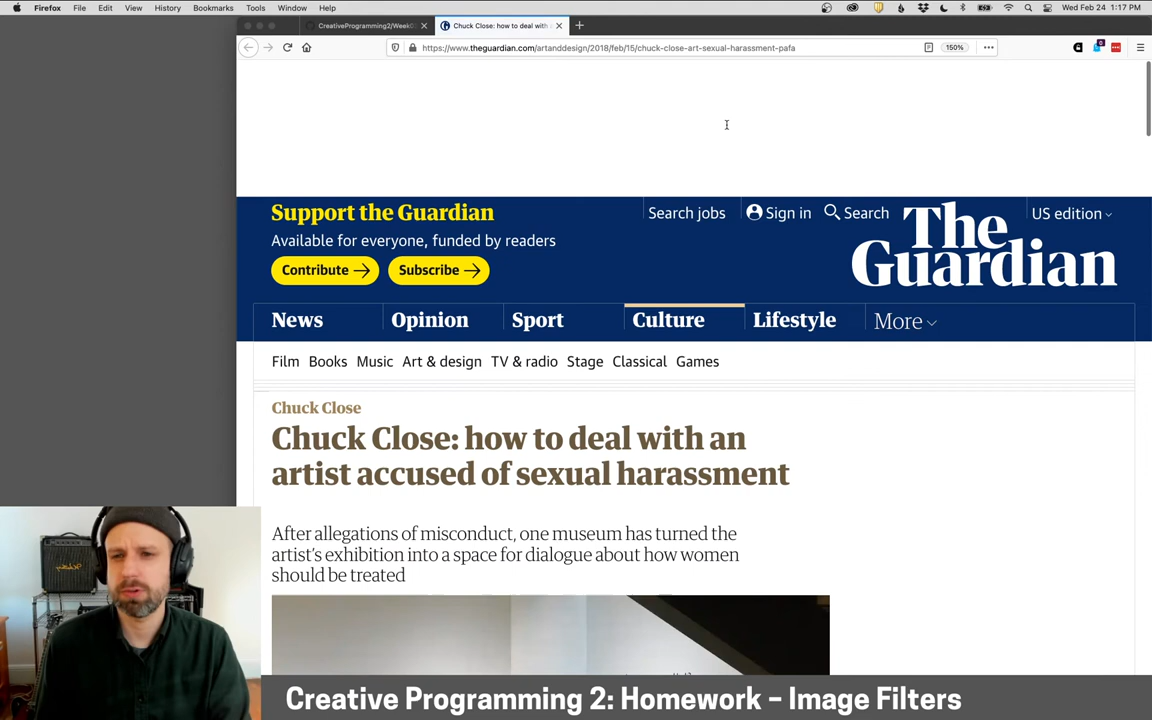 Firefox File Edit View History Bookmarks Tools Window Help
Wed Feb 24 1:17 PM
CreativeProgramming2/Week0
Chuck Close: how to deal with
https://www.theguardian.com/artanddesign/2018/feb/15/chuck-close-art-sexual-harassment-pafa
150%
Support the Guardian
Available for everyone, funded by readers
Contribute
Subscribe
Search jobs
Sign in
Search
US edition
The
Guardian
News
Opinion
Sport
Culture
Lifestyle
More
Film Books Music Art & design TV & radio Stage Classical Games
Chuck Close
Chuck Close: how to deal with an
artist accused of sexual harassment
After allegations of misconduct, one museum has turned the
artist's exhibition into a space for dialogue about how women
should be treated
Creative Programming 2: Homework – Image Filters